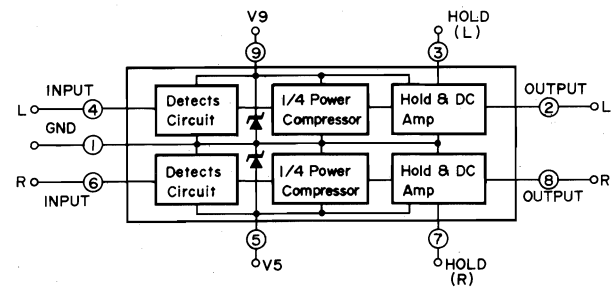 V9
HOLD
(L)
9
3
INPUT
OUTPUT
L
4
Detects
Circuit
1/4 Power
Compressor
Hold & DC
Amp
2
L
GND
1
R
6
INPUT
Detects
Circuit
1/4 Power
Compressor
Hold & DC
Amp
8
R
OUTPUT
5
7
V5
HOLD
(R)